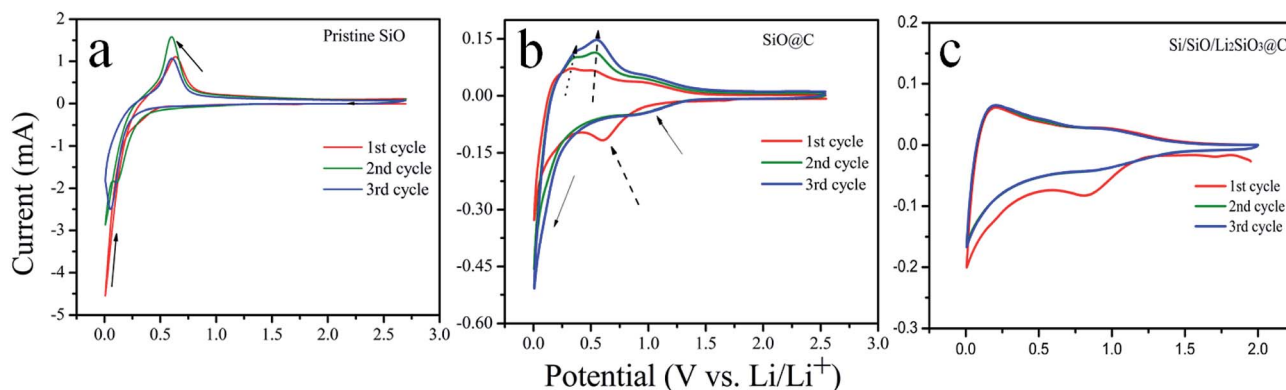 a
Pristine SiO
Current (mA)
2
1
0
-1
-2
-3
-4
-5
1st cycle
2nd cycle
3rd cycle
0.0 0.5 1.0 1.5 2.0 2.5 3.0
b
SiO@C
0.15
0.00
-0.15
-0.30
-0.45
-0.60
1st cycle
2nd cycle
3rd cycle
0.0 0.5 1.0 1.5 2.0 2.5 3.0
c
Si/SiO/Li₂SiO₃@C
0.2
0.1
0.0
-0.1
-0.2
-0.3
1st cycle
2nd cycle
3rd cycle
0.0 0.5 1.0 1.5 2.0
Potential (V vs. Li/Li⁺)